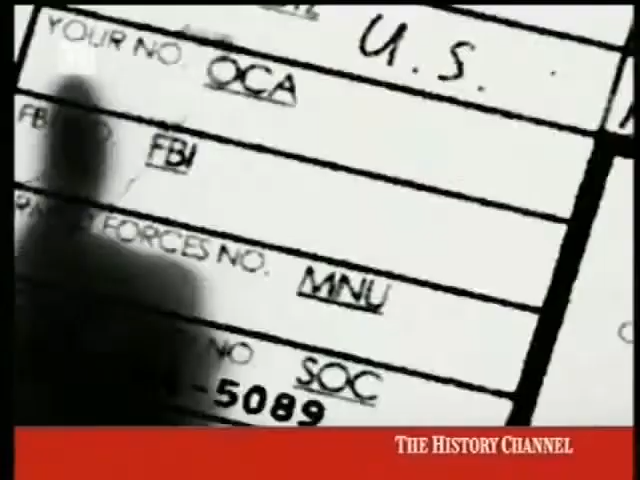 U.S.
YOUR NO. OCA
FBI
FORCES NO. MNU
NO SOC
-5089
THE HISTORY CHANNEL